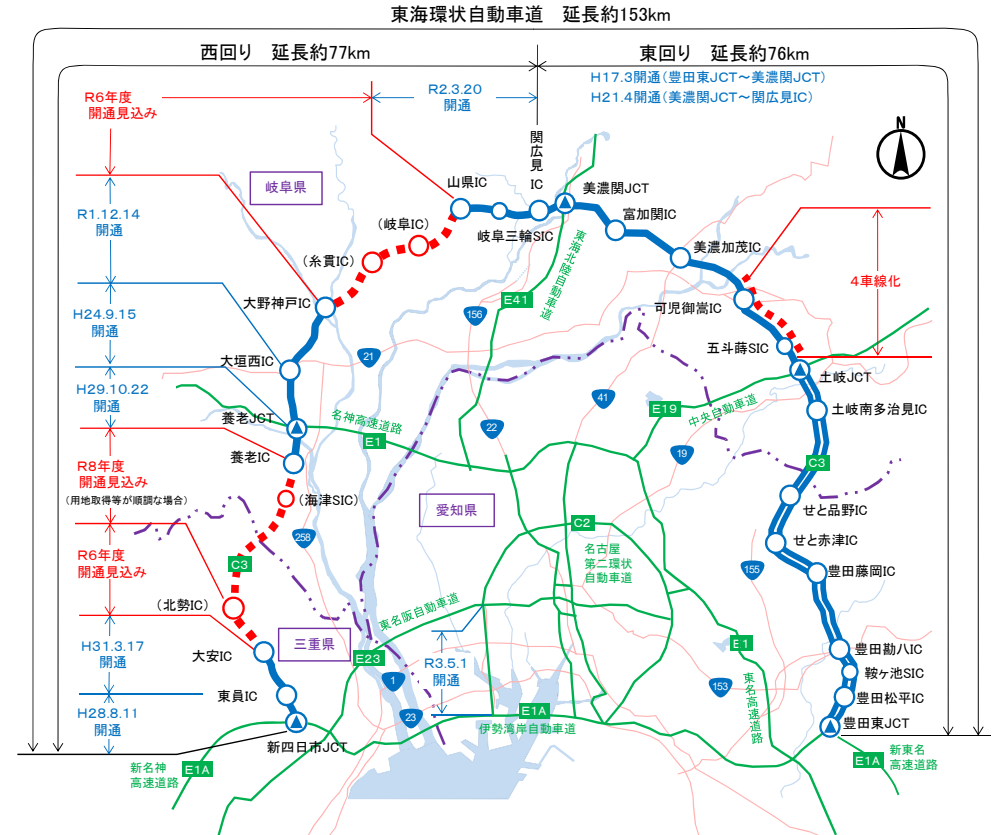 東海環状自動車道　延長約153km
西回り　延長約77km
東回り　延長約76km
H17.3開通(豊田東JCT～美濃関JCT)
H21.4開通(美濃関JCT～関広見IC)
R6年度
開通見込み
R2.3.20
開通
N
関広見IC
山県IC
美濃関JCT
岐阜県
富加関IC
R1.12.14
開通
(岐阜IC)
岐阜三輪SIC
東海北陸自動車道
美濃加茂IC
(糸貫IC)
4車線化
大野神戸IC
E41
可児御嵩IC
H24.9.15
開通
156
五斗蒔SIC
21
大垣西IC
土岐JCT
H29.10.22
開通
41
E19
中央自動車道
土岐南多治見IC
養老JCT
名神高速道路
E1
22
19
養老IC
C3
R8年度
開通見込み
(用地取得等が順調な場合)
(海津SIC)
愛知県
せと品野IC
C2
258
せと赤津IC
R6年度
開通見込み
C3
名古屋
第二環状
自動車道
155
豊田藤岡IC
(北勢IC)
東名阪自動車道
H31.3.17
開通
三重県
大安IC
E23
R3.5.1
開通
E1
豊田勘八IC
鞍ヶ池SIC
1
153
東名高速道路
東員IC
豊田松平IC
H28.8.11
開通
23
E1A
伊勢湾岸自動車道
豊田東JCT
新四日市JCT
新名神
高速道路
E1A
E1A
新東名
高速道路